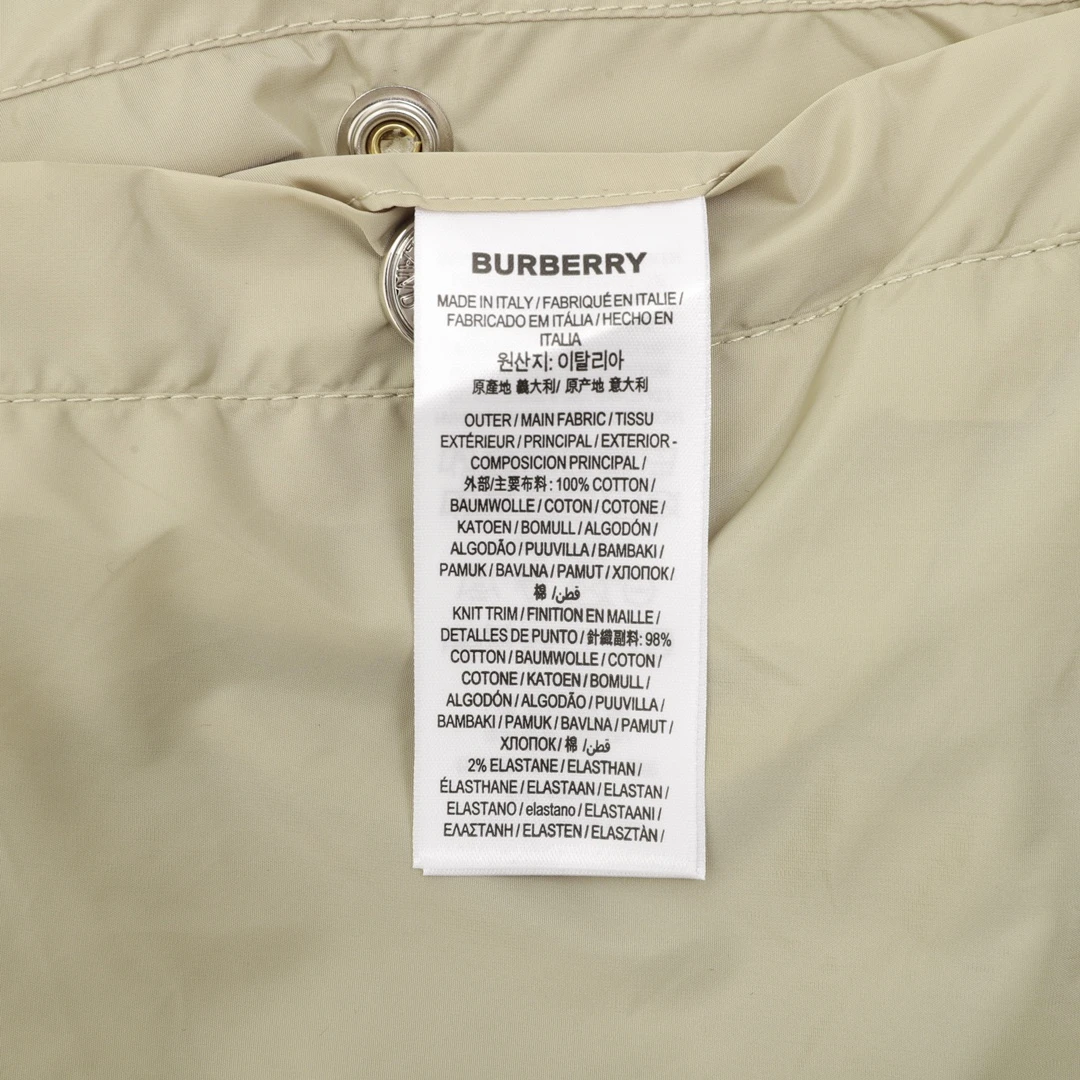 BURBERRY
MADE IN ITALY / FABRIQUÉ EN ITALIE /
FABRICADO EM ITÁLIA / HECHO EN
ITALIA
원산지: 이탈리아
原產地 義大利/ 原产地 意大利
OUTER / MAIN FABRIC / TISSU
EXTÉRIEUR / PRINCIPAL / EXTERIOR -
COMPOSICION PRINCIPAL /
外部/主要布料: 100% COTTON /
BAUMWOLLE / COTON / COTONE /
KATOEN / BOMULL / ALGODÓN /
ALGODÃO / PUUVILLA / BAMBAKI /
PAMUK / BAVLNA / PAMUT / ХЛОПОК /
棉 /قطن
KNIT TRIM / FINITION EN MAILLE /
DETALLES DE PUNTO / 針織副料: 98%
COTTON / BAUMWOLLE / COTON /
COTONE / KATOEN / BOMULL /
ALGODÓN / ALGODÃO / PUUVILLA /
BAMBAKI / PAMUK / BAVLNA / PAMUT /
ХЛОПОК / 棉 /قطن
2% ELASTANE / ELASTHAN /
ÉLASTHANE / ELASTAAN / ELASTAN /
ELASTANO / elastano / ELASTAANI /
ΕΛΑΣΤΑΝΗ / ELASTEN / ELASZTÀN /